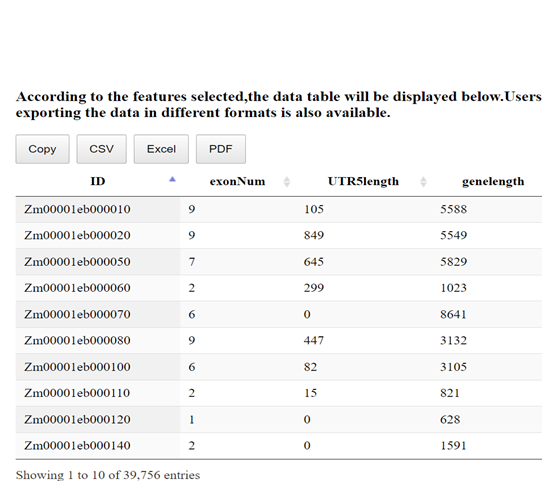 According to the features selected,the data table will be displayed below.Users
exporting the data in different formats is also available.
Copy CSV Excel PDF
ID exonNum UTR5length genelength
Zm00001eb000010 9 105 5588
Zm00001eb000020 9 849 5549
Zm00001eb000050 7 645 5829
Zm00001eb000060 2 299 1023
Zm00001eb000070 6 0 8641
Zm00001eb000080 9 447 3132
Zm00001eb000100 6 82 3105
Zm00001eb000110 2 15 821
Zm00001eb000120 1 0 628
Zm00001eb000140 2 0 1591
Showing 1 to 10 of 39,756 entries